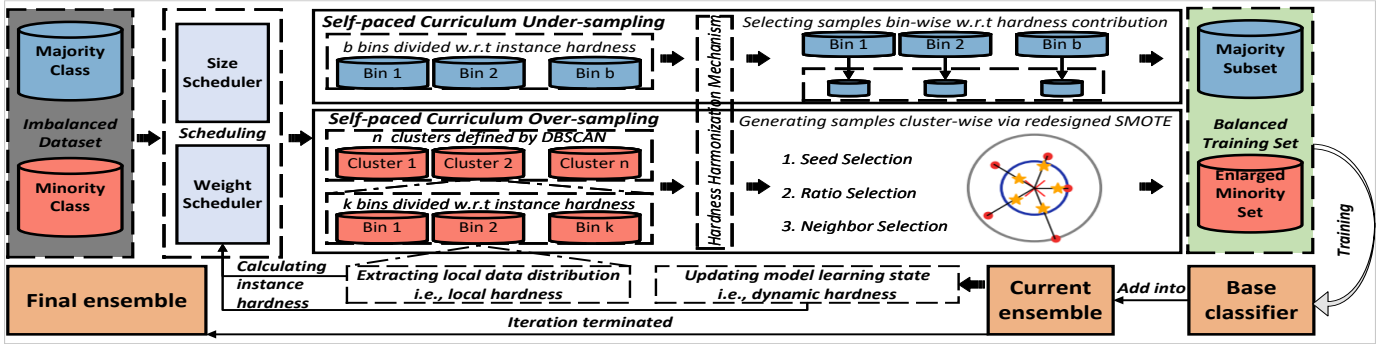 Majority
Class
Imbalanced
Dataset
Minority
Class
Size
Scheduler
Scheduling
Weight
Scheduler
Self-paced Curriculum Under-sampling
b bins divided w.r.t instance hardness
Bin 1
Bin 2
Bin b
Self-paced Curriculum Over-sampling
n clusters defined by DBSCAN
Cluster 1
Cluster 2
Cluster n
k bins divided w.r.t instance hardness
Bin 1
Bin 2
Bin k
Hardness Harmonization Mechanism
Selecting samples bin-wise w.r.t hardness contribution
Bin 1
Bin 2
Bin b
Generating samples cluster-wise via redesigned SMOTE
1. Seed Selection
2. Ratio Selection
3. Neighbor Selection
Majority
Subset
Balanced
Training Set
Enlarged
Minority
Set
Training
Calculating
instance
hardness
Extracting local data distribution
i.e., local hardness
Updating model learning state
i.e., dynamic hardness
Final ensemble
Current
ensemble
Add into
Base
classifier
Iteration terminated